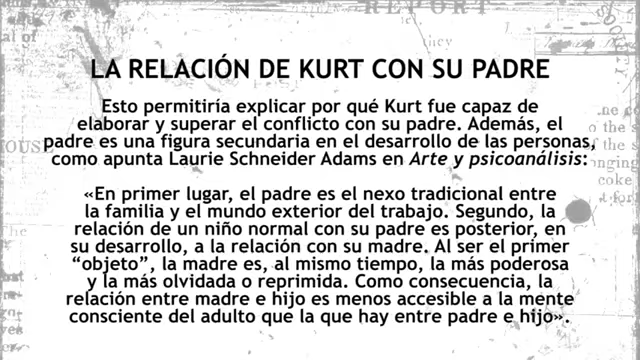 REPORT
LA RELACIÓN DE KURT CON SU PADRE
Esto permitiría explicar por qué Kurt fue capaz de
elaborar y superar el conflicto con su padre. Además, el
padre es una figura secundaria en el desarrollo de las personas,
como apunta Laurie Schneider Adams en Arte y psicoanálisis:
«En primer lugar, el padre es el nexo tradicional entre
la familia y el mundo exterior del trabajo. Segundo, la
relación de un niño normal con su padre es posterior, en
su desarrollo, a la relación con su madre. Al ser el primer
“objeto”, la madre es, al mismo tiempo, la más poderosa
y la más olvidada o reprimida. Como consecuencia, la
relación entre madre e hijo es menos accesible a la mente
consciente del adulto que la que hay entre padre e hijo».